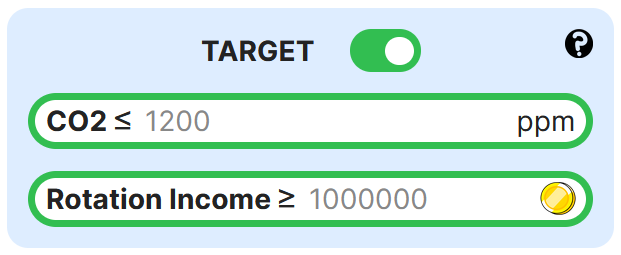 TARGET
?
CO2 ≤ 1200 ppm
Rotation Income ≥ 1000000